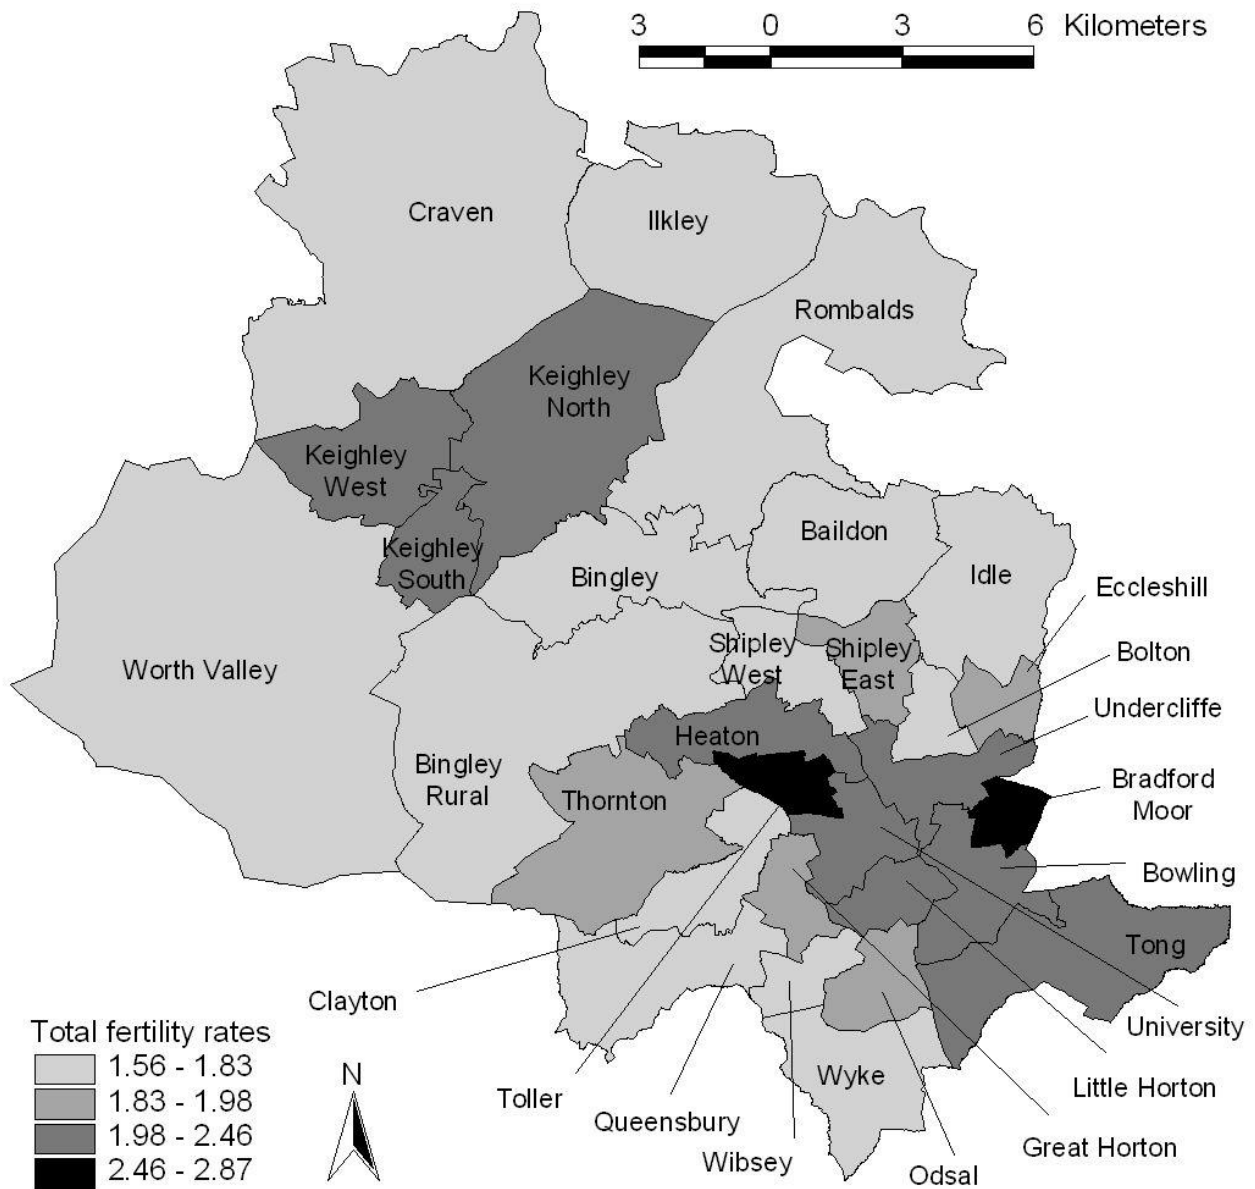 3 0 3 6 Kilometers
Craven
Ilkley
Rombalds
Keighley
North
Keighley
West
Keighley
South
Baildon
Bingley
Idle
Eccleshill
Shipley
West
Shipley
East
Bolton
Worth Valley
Undercliffe
Heaton
Bingley
Rural
Thornton
Bradford
Moor
Bowling
Tong
Clayton
University
Wyke
Little Horton
Toller
Queensbury
Great Horton
Wibsey
Odsal
Total fertility rates
1.56 - 1.83
1.83 - 1.98
1.98 - 2.46
2.46 - 2.87
N